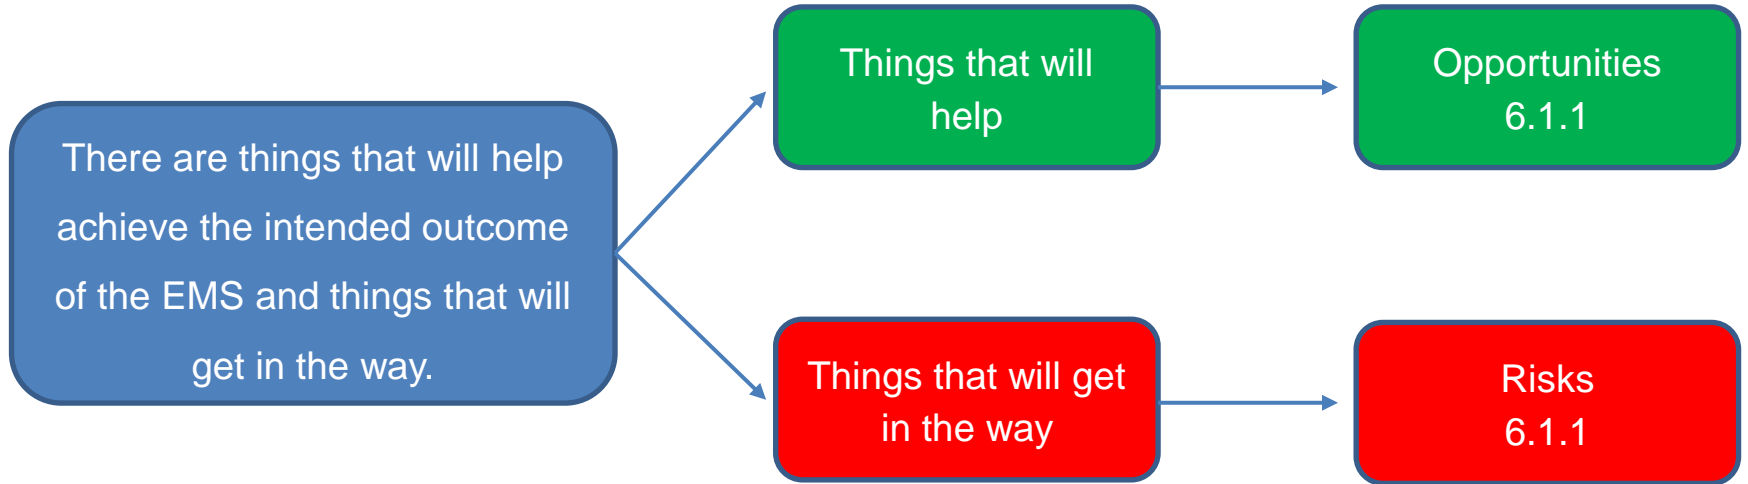 There are things that will help
achieve the intended outcome
of the EMS and things that will
get in the way.
Things that will
help
Opportunities
6.1.1
Things that will get
in the way
Risks
6.1.1